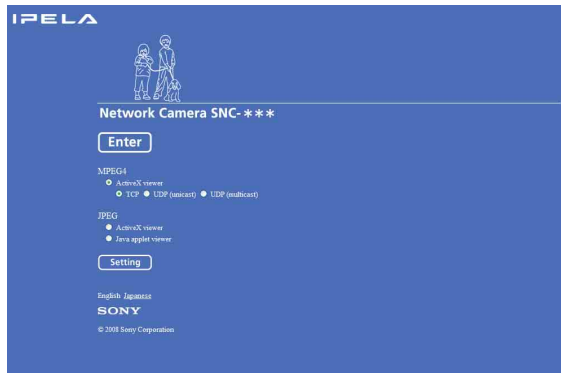 IPELA
Network Camera SNC-***
Enter
MPEG4
ActiveX viewer
TCP UDP (unicast) UDP (multicast)
JPEG
ActiveX viewer
Java applet viewer
Setting
English Japanese
SONY
© 2008 Sony Corporation